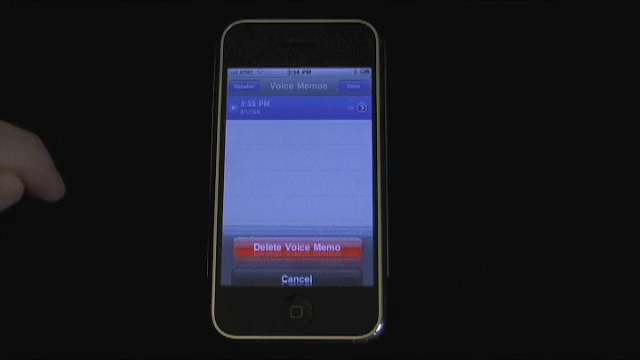 AT&T 3:34 PM
Speaker Voice Memos Done
3:33 PM
Delete Voice Memo
Cancel